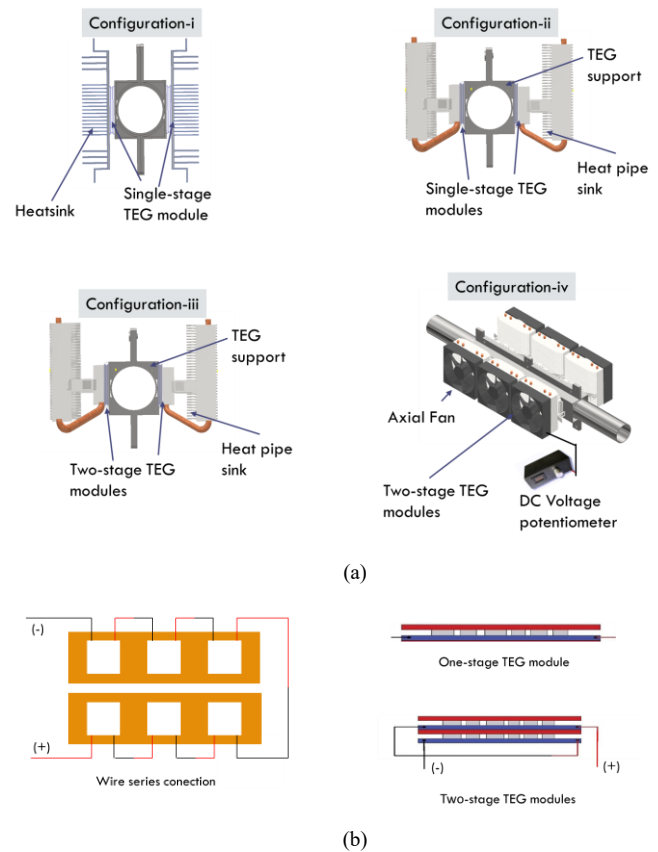 Configuration-i
Heatsink
Single-stage
TEG module
Configuration-ii
TEG
support
Single-stage TEG
modules
Heat pipe
sink
Configuration-iii
TEG
support
Two-stage TEG
modules
Heat pipe
sink
Configuration-iv
Axial Fan
Two-stage TEG
modules
DC Voltage
potentiometer
(a)
(-)
(+)
Wire series conection
One-stage TEG module
(-)
(+)
Two-stage TEG modules
(b)